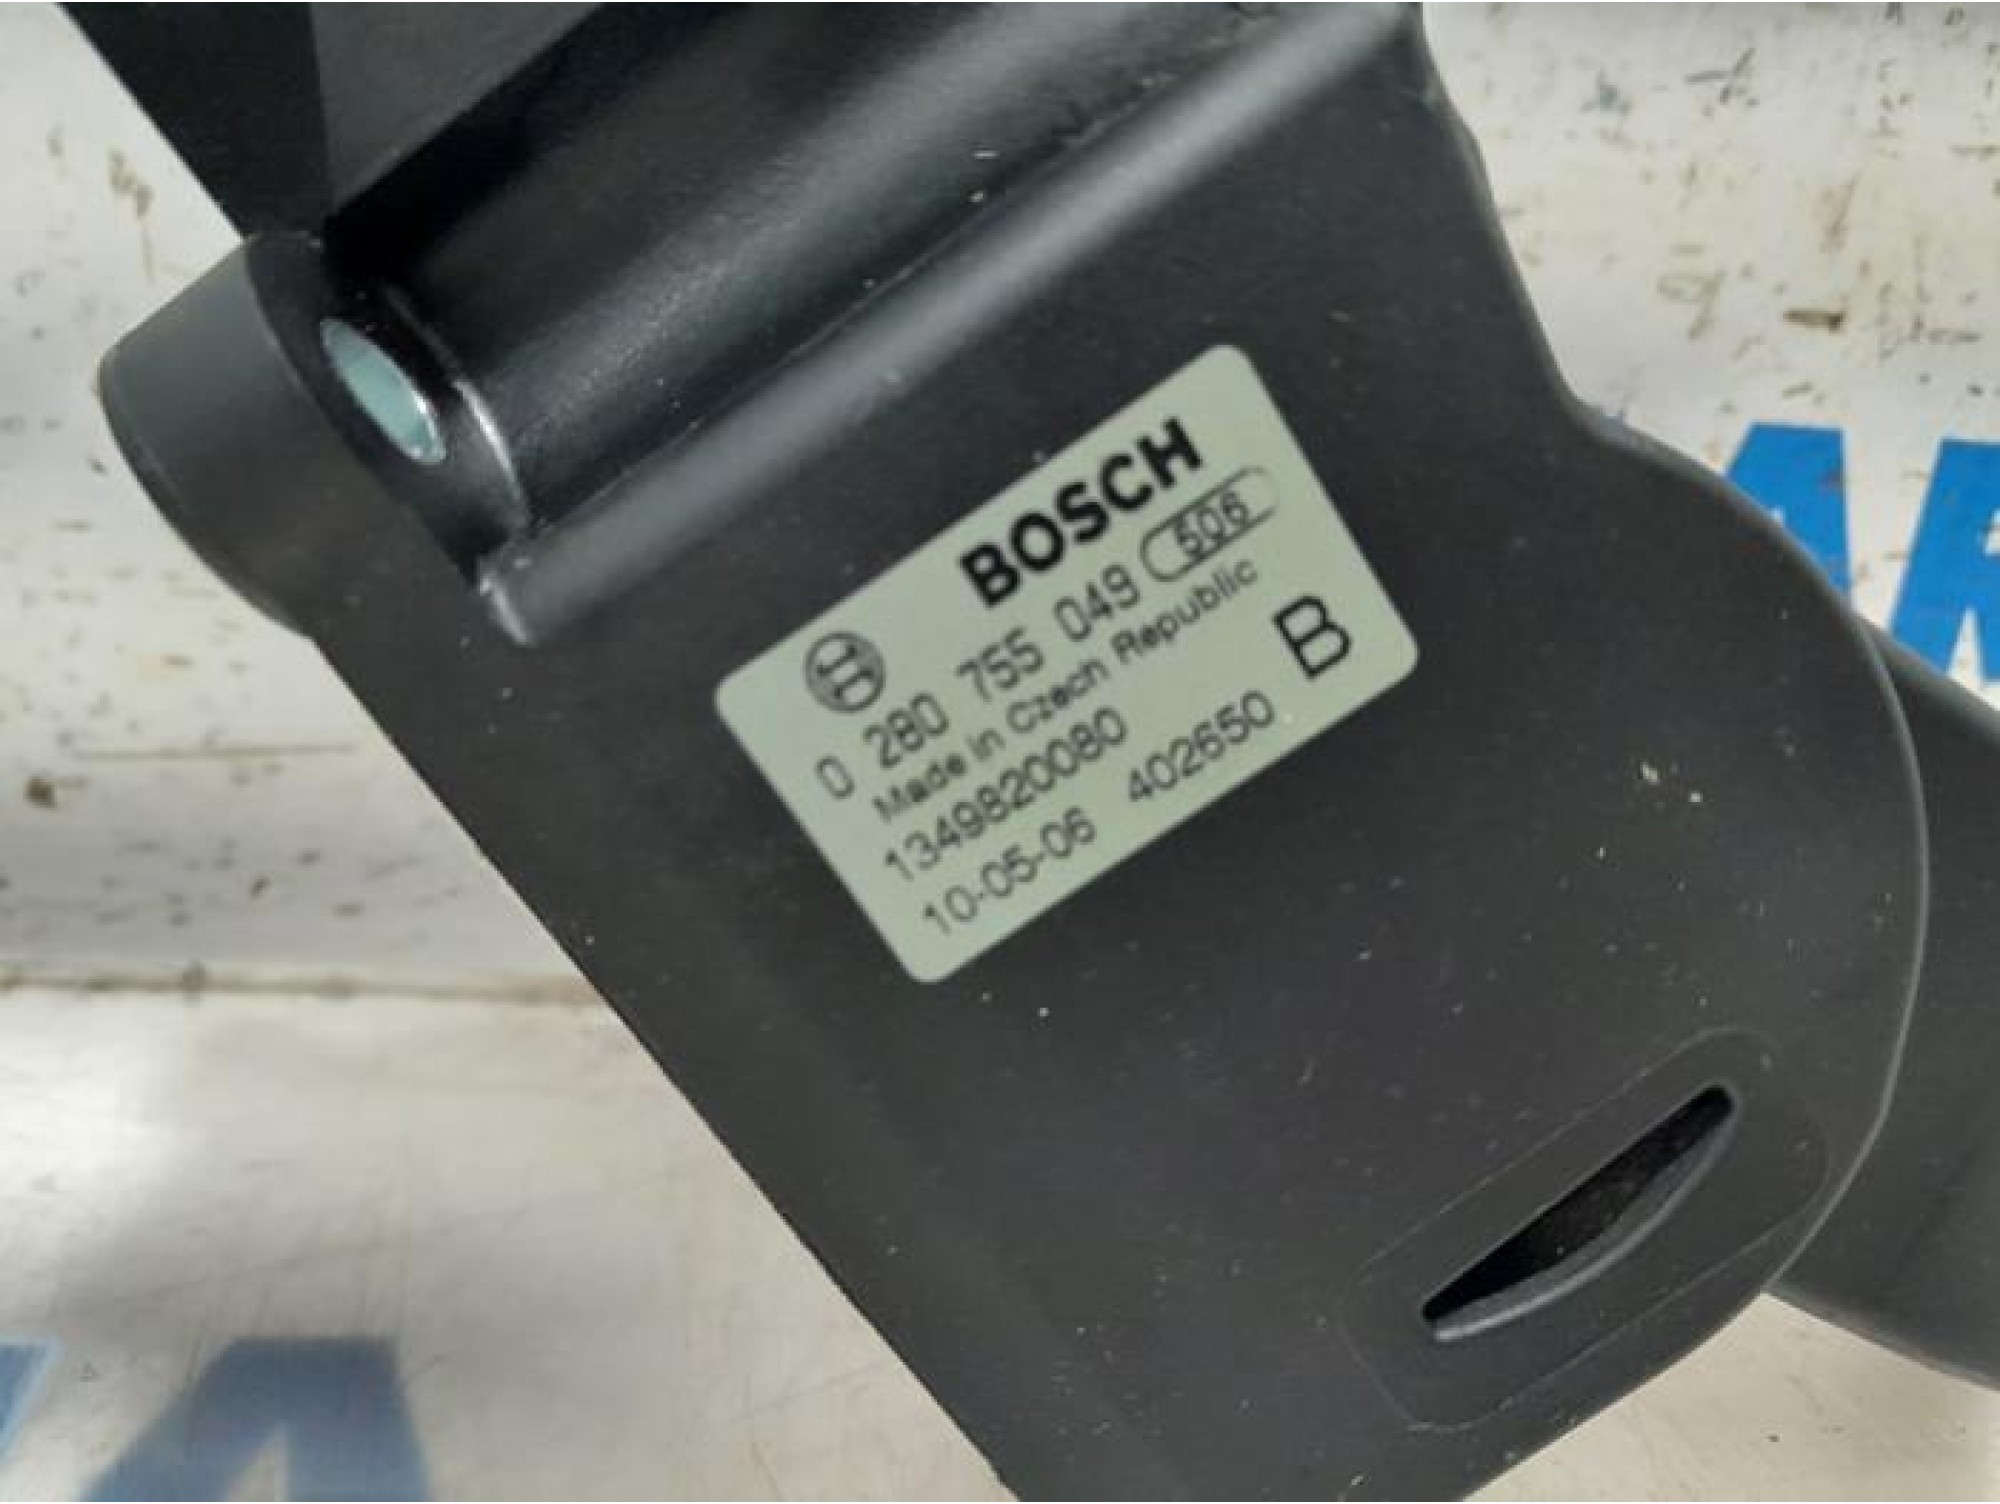 BOSCH
0 280 755 049 506
Made in Czech Republic
1349820080 B
10-05-06 402650